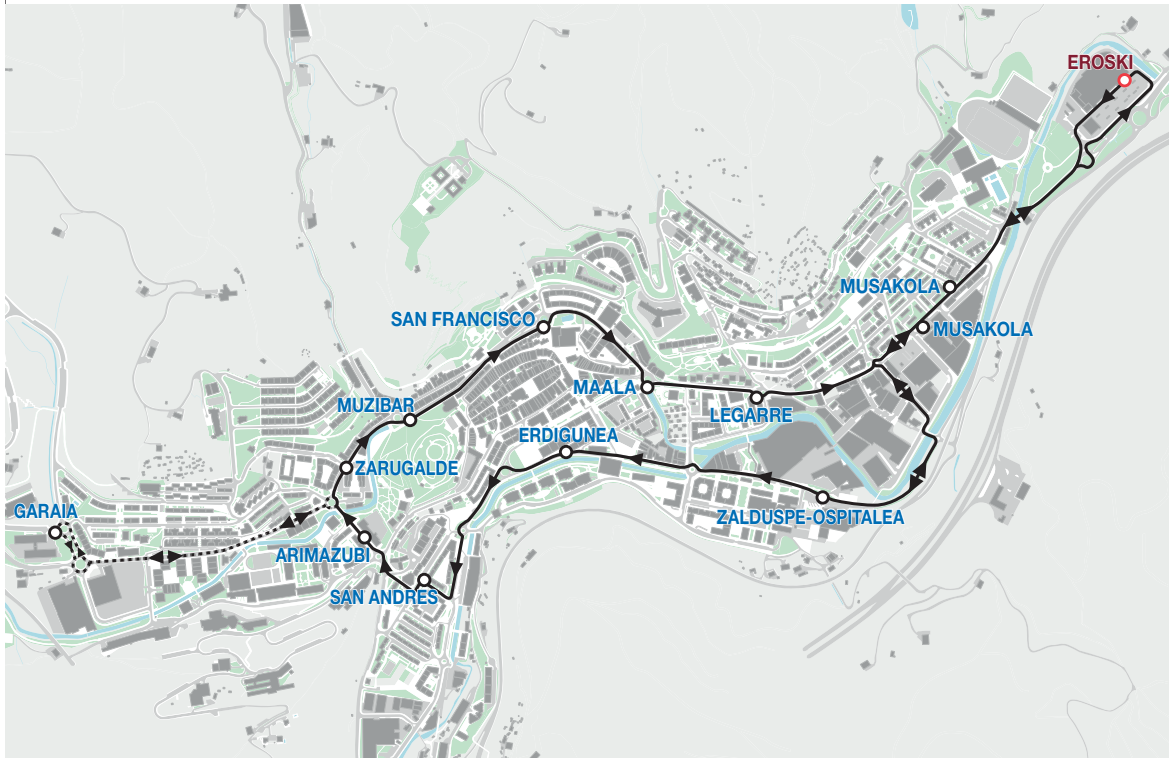 EROSKI
MUSAKOLA
SAN FRANCISCO
MUSAKOLA
MAALA
MUZIBAR
LEGARRE
ERDIGUNEA
ZARUGALDE
GARAIA
ZALDUSPE-OSPITALEA
ARIMAZUBI
SAN ANDRES